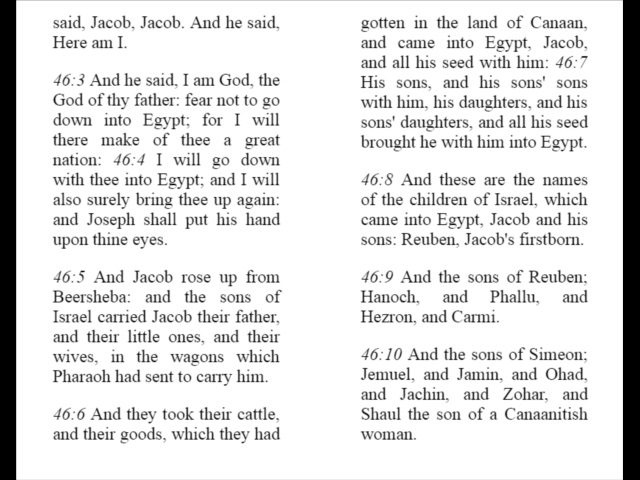 said, Jacob, Jacob. And he said,
Here am I.
46:3 And he said, I am God, the
God of thy father: fear not to go
down into Egypt; for I will
there make of thee a great
nation: 46:4 I will go down
with thee into Egypt; and I will
also surely bring thee up again:
and Joseph shall put his hand
upon thine eyes.
46:5 And Jacob rose up from
Beersheba: and the sons of
Israel carried Jacob their father,
and their little ones, and their
wives, in the wagons which
Pharaoh had sent to carry him.
46:6 And they took their cattle,
and their goods, which they had
gotten in the land of Canaan,
and came into Egypt, Jacob,
and all his seed with him: 46:7
His sons, and his sons' sons
with him, his daughters, and his
sons' daughters, and all his seed
brought he with him into Egypt.
46:8 And these are the names
of the children of Israel, which
came into Egypt, Jacob and his
sons: Reuben, Jacob's firstborn.
46:9 And the sons of Reuben;
Hanoch, and Phallu, and
Hezron, and Carmi.
46:10 And the sons of Simeon;
Jemuel, and Jamin, and Ohad,
and Jachin, and Zohar, and
Shaul the son of a Canaanitish
woman.